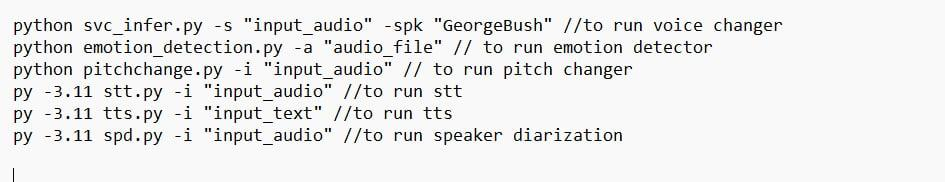 python svc_infer.py -s "input_audio" -spk "GeorgeBush" //to run voice changer
python emotion_detection.py -a "audio_file" // to run emotion detector
python pitchchange.py -i "input_audio" // to run pitch changer
py -3.11 stt.py -i "input_audio" //to run stt
py -3.11 tts.py -i "input_text" //to run tts
py -3.11 spd.py -i "input_audio" //to run speaker diarization